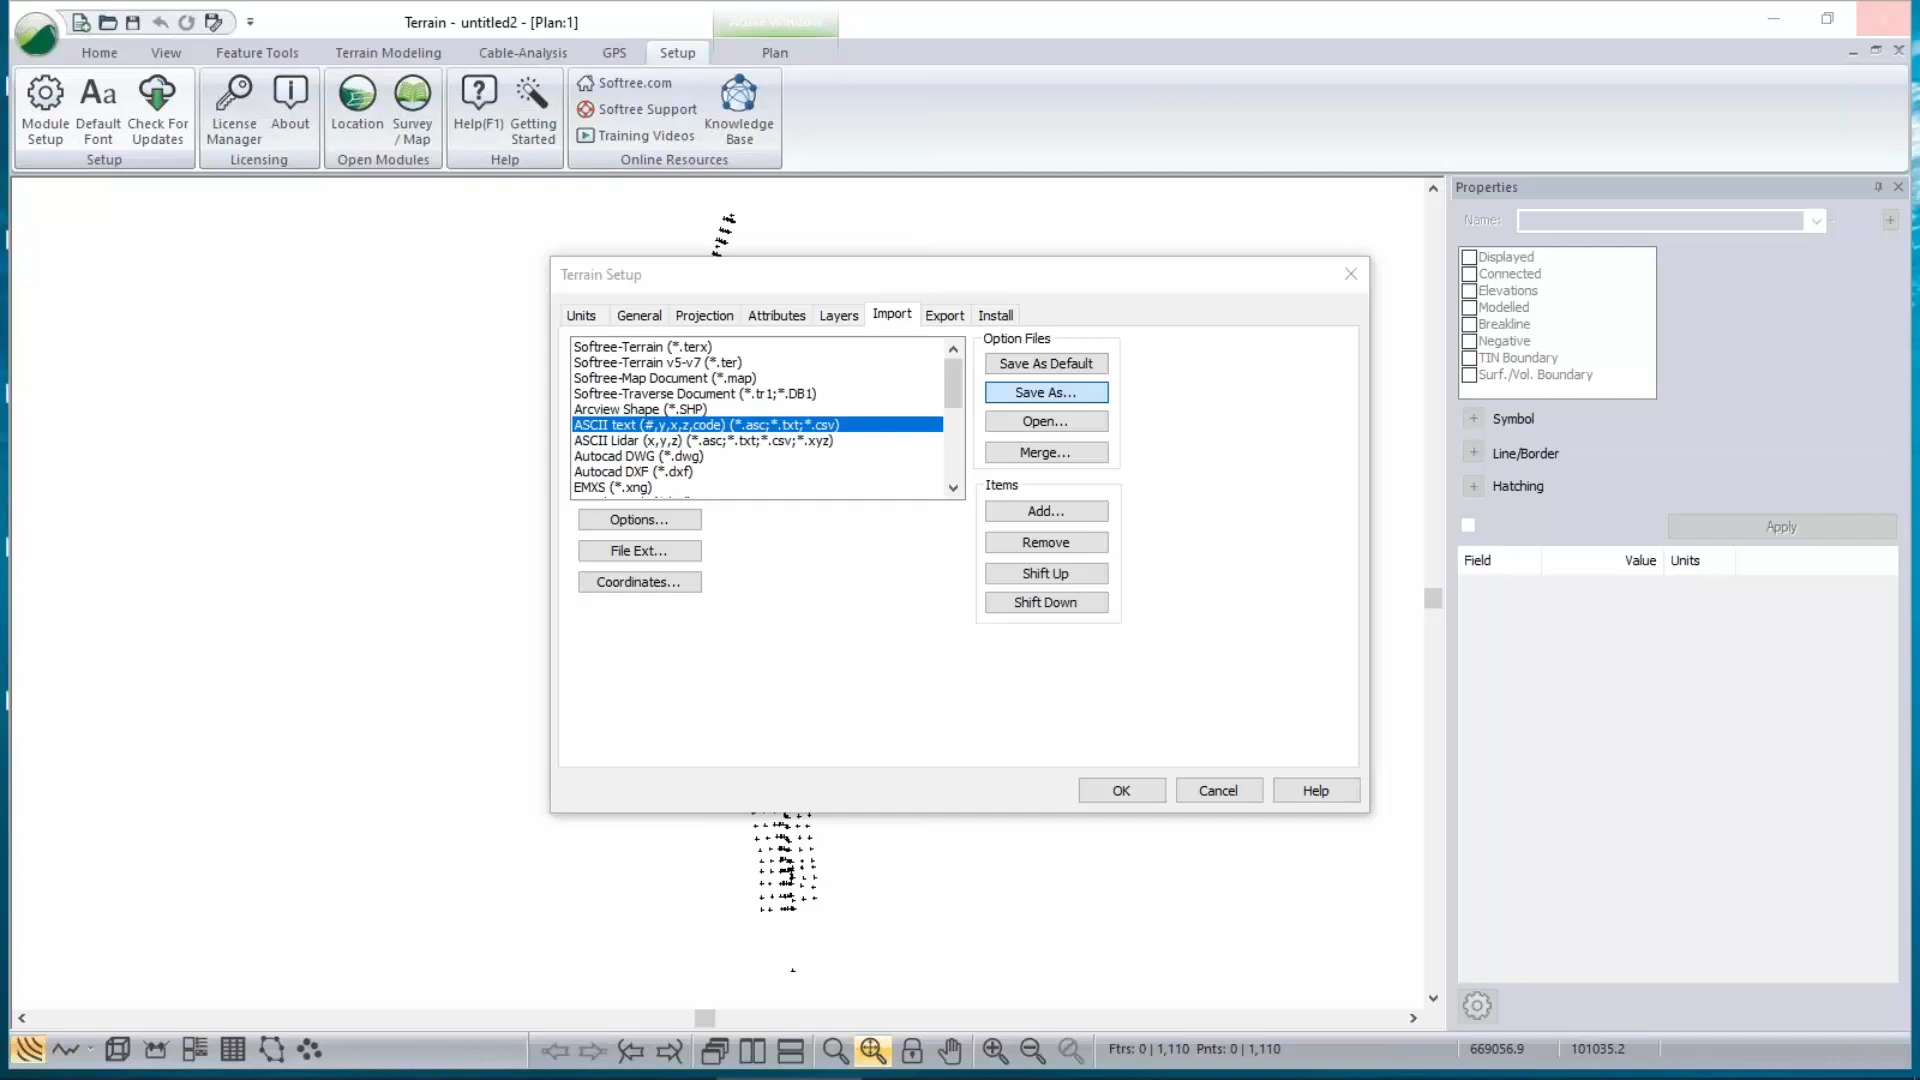 Terrain - untitled2 - [Plan:1]
Active Window
Home
View
Feature Tools
Terrain Modeling
Cable-Analysis
GPS
Setup
Plan
Module Setup
Aa
Default Font
Check For Updates
Setup
License Manager
About
Licensing
Location
Survey / Map
Open Modules
Help(F1)
Getting Started
Help
Softree.com
Softree Support
Training Videos
Knowledge Base
Online Resources
Terrain Setup
Units
General
Projection
Attributes
Layers
Import
Export
Install
Softree-Terrain (*.terx)
Softree-Terrain v5-v7 (*.ter)
Softree-Map Document (*.map)
Softree-Traverse Document (*.tr1;*.DB1)
Arcview Shape (*.SHP)
ASCII text (#,y,x,z,code) (*.asc;*.txt;*.csv)
ASCII Lidar (x,y,z) (*.asc;*.txt;*.csv;*.xyz)
Autocad DWG (*.dwg)
Autocad DXF (*.dxf)
EMXS (*.xng)
Options...
File Ext...
Coordinates...
Option Files
Save As Default
Save As...
Open...
Merge...
Items
Add...
Remove
Shift Up
Shift Down
OK
Cancel
Help
Properties
Name:
Displayed
Connected
Elevations
Modelled
Breakline
Negative
TIN Boundary
Surf./Vol. Boundary
Symbol
Line/Border
Hatching
Apply
Field
Value
Units
Ftrs: 0 | 1,110 Pnts: 0 | 1,110
669056.9
101035.2